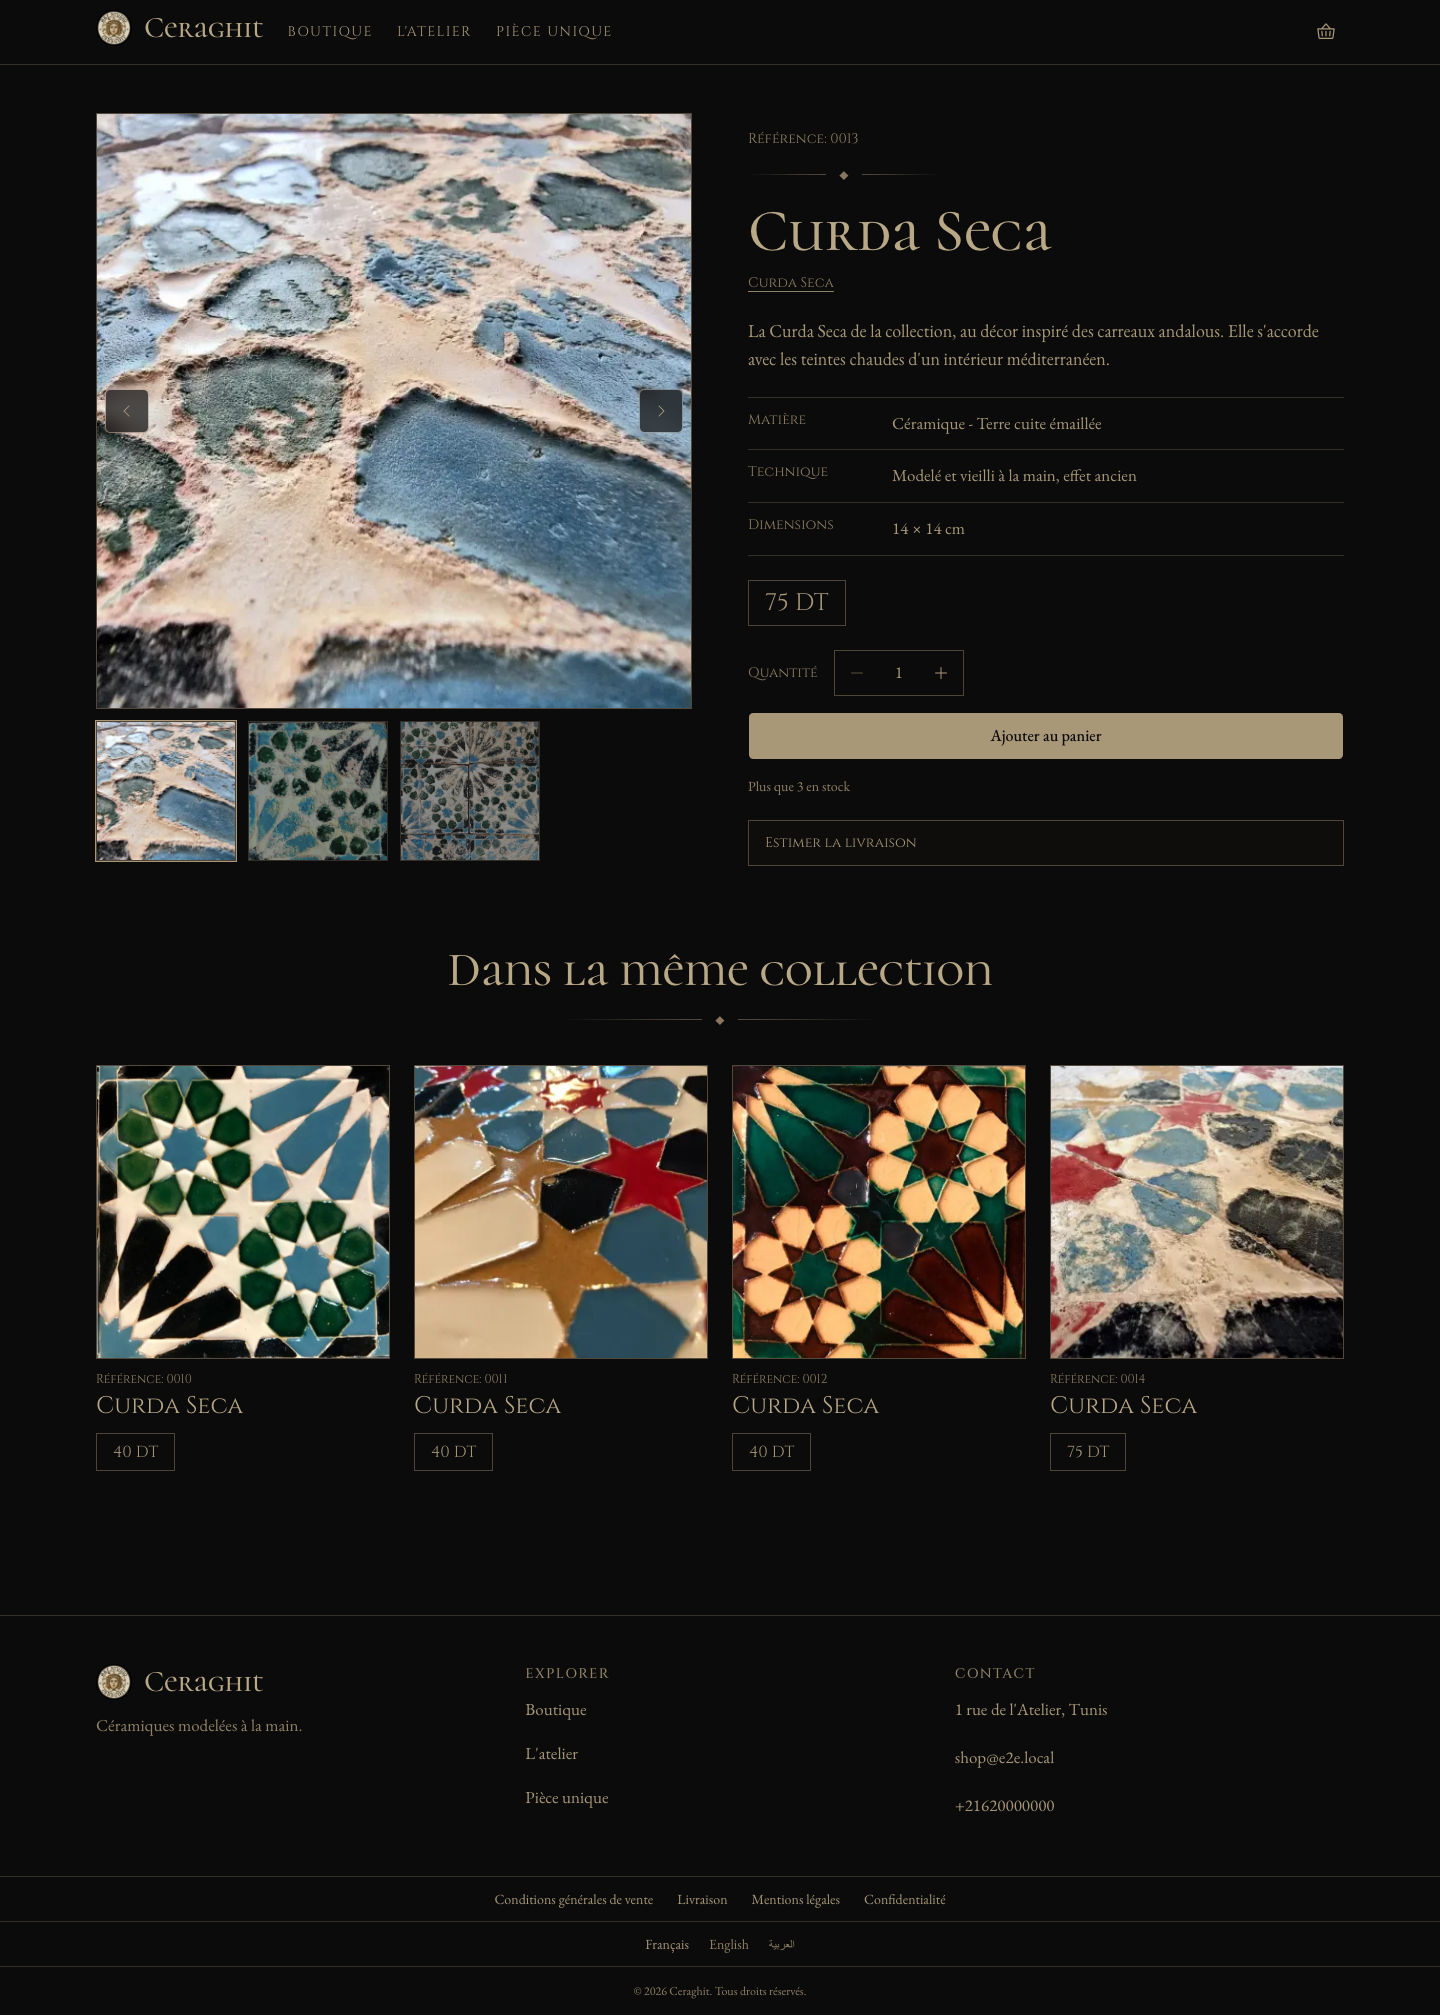 Ceraghit BOUTIQUE L'ATELIER PIÈCE UNIQUE
Référence: 0013
Curda Seca
Curda Seca
La Curda Seca de la collection, au décor inspiré des carreaux andalous. Elle s'accorde
avec les teintes chaudes d'un intérieur méditerranéen.
Matière Céramique - Terre cuite émaillée
Technique Modelé et vieilli à la main, effet ancien
Dimensions 14 × 14 cm
75 DT
Quantité 1
Ajouter au panier
Plus que 3 en stock
Estimer la livraison
Dans la même collection
Référence: 0010
Curda Seca
40 DT
Référence: 0011
Curda Seca
40 DT
Référence: 0012
Curda Seca
40 DT
Référence: 0014
Curda Seca
75 DT
Ceraghit
Céramiques modelées à la main.
EXPLORER
Boutique
L'atelier
Pièce unique
CONTACT
1 rue de l'Atelier, Tunis
shop@e2e.local
+21620000000
Conditions générales de vente Livraison Mentions légales Confidentialité
Français English العربية
© 2026 Ceraghit. Tous droits réservés.